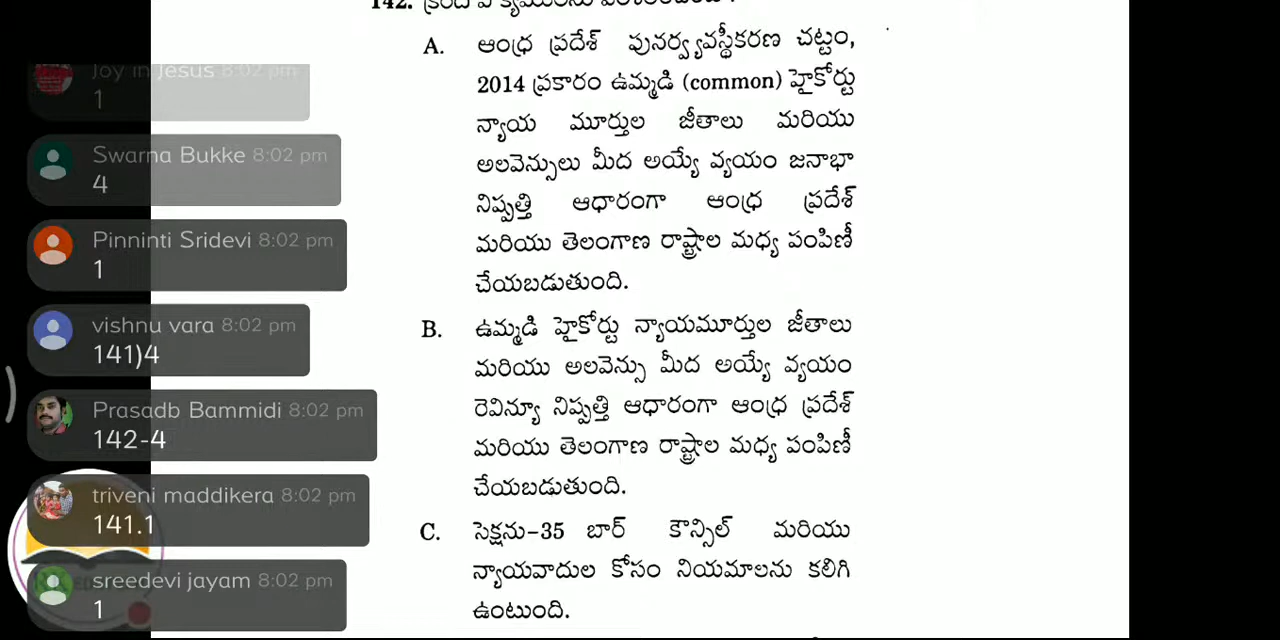 142. క్రింది వాక్యములను పరిశీలించండి :
A. ఆంధ్ర ప్రదేశ్ పునర్వ్యవస్థీకరణ చట్టం,
2014 ప్రకారం ఉమ్మడి (common) హైకోర్టు
న్యాయ మూర్తుల జీతాలు మరియు
అలవెన్సులు మీద అయ్యే వ్యయం జనాభా
నిష్పత్తి ఆధారంగా ఆంధ్ర ప్రదేశ్
మరియు తెలంగాణ రాష్ట్రాల మధ్య పంపిణీ
చేయబడుతుంది.
B. ఉమ్మడి హైకోర్టు న్యాయమూర్తుల జీతాలు
మరియు అలవెన్సు మీద అయ్యే వ్యయం
రెవిన్యూ నిష్పత్తి ఆధారంగా ఆంధ్ర ప్రదేశ్
మరియు తెలంగాణ రాష్ట్రాల మధ్య పంపిణీ
చేయబడుతుంది.
C. సెక్షను-35 బార్ కౌన్సిల్ మరియు
న్యాయవాదుల కోసం నియమాలను కలిగి
ఉంటుంది.
Joy in Jesus 8:02 pm
1
Swarna Bukke 8:02 pm
4
Pinninti Sridevi 8:02 pm
1
vishnu vara 8:02 pm
141)4
Prasadb Bammidi 8:02 pm
142-4
triveni maddikera 8:02 pm
141.1
sreedevi jayam 8:02 pm
1